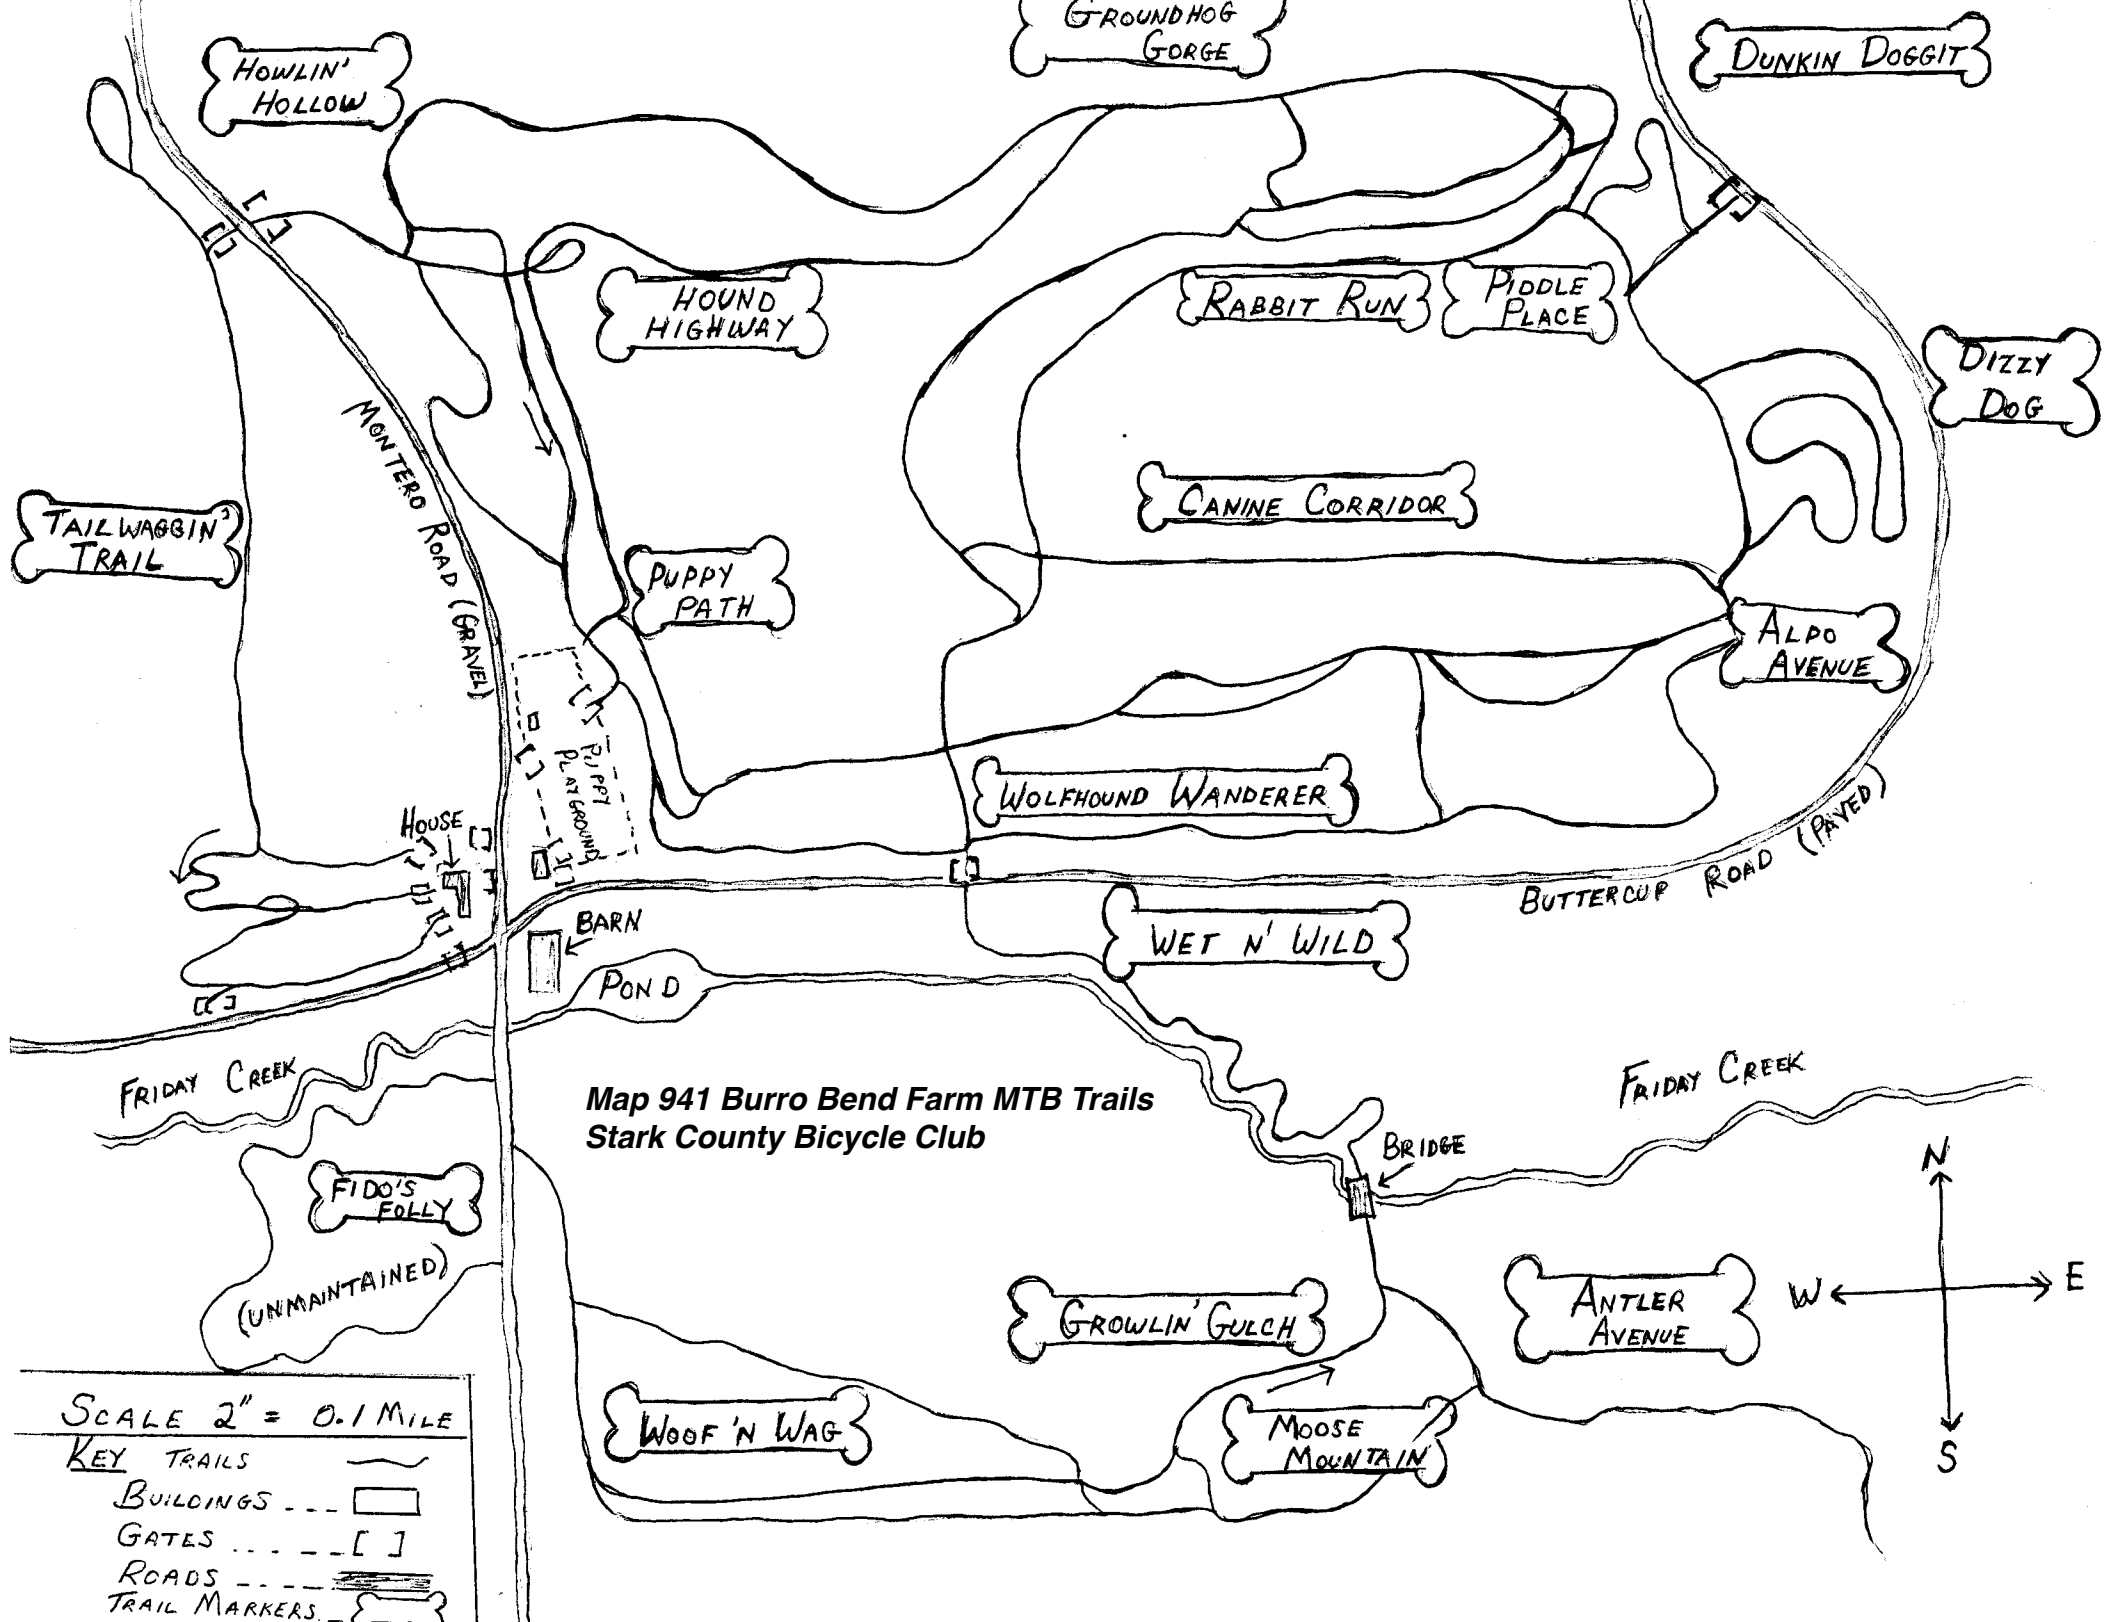 GROUNDHOG
GORGE
DUNKIN DOGGIT
HOWLIN'
HOLLOW
HOUND
HIGHWAY
RABBIT RUN
PIDDLE
PLACE
DIZZY
DOG
MONTERO ROAD (GRAVEL)
TAILWAGGIN'
TRAIL
CANINE CORRIDOR
PUPPY
PATH
ALPO
AVENUE
PUPPY
PLAYGROUND
WOLFHOUND WANDERER
HOUSE
BUTTERCUP ROAD (PAVED)
BARN
WET N' WILD
POND
FRIDAY CREEK
Map 941 Burro Bend Farm MTB Trails
Stark County Bicycle Club
FRIDAY CREEK
BRIDGE
N
W
E
S
FIDO'S
FOLLY
(UNMAINTAINED)
GROWLIN' GULCH
ANTLER
AVENUE
WOOF 'N WAG
MOOSE
MOUNTAIN
SCALE 2" = 0.1 MILE
KEY TRAILS
BUILDINGS ---
GATES ... - -- [ ]
ROADS --.---
TRAIL MARKERS --